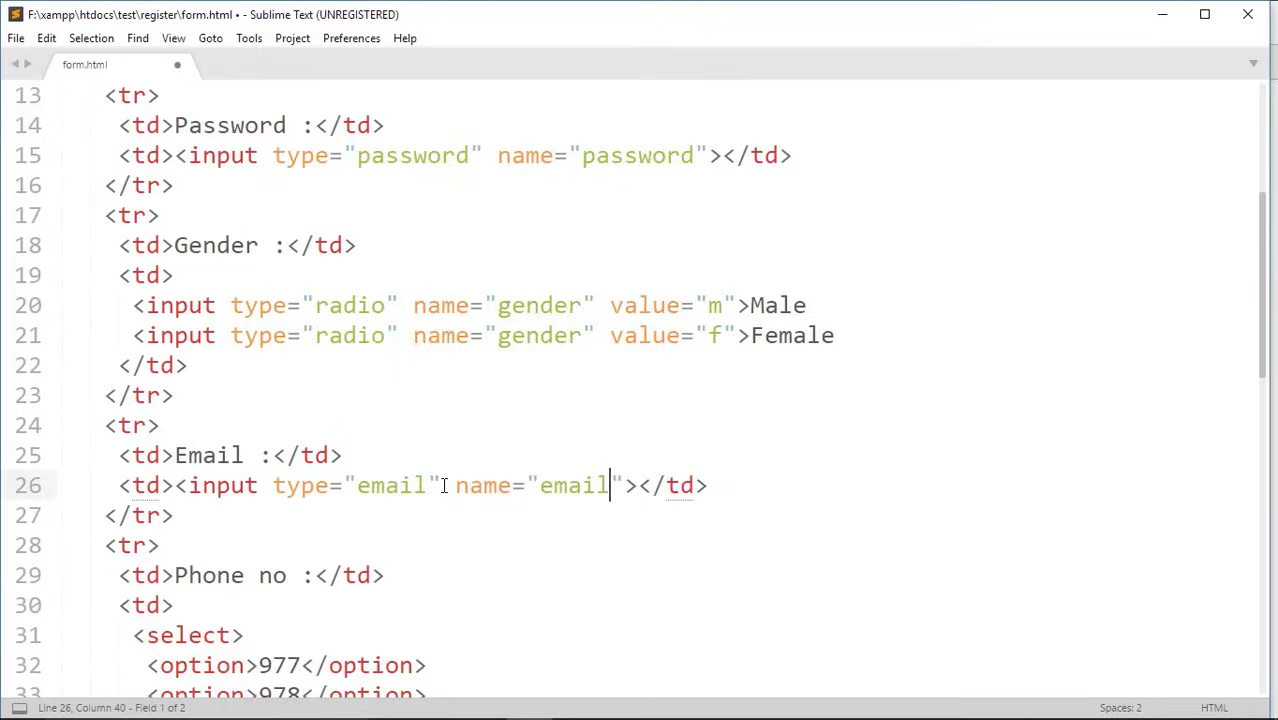 F:\xampp\htdocs\test\register\form.html • - Sublime Text (UNREGISTERED)
File Edit Selection Find View Goto Tools Project Preferences Help
form.html
13 <tr>
14 <td>Password :</td>
15 <td><input type="password" name="password"></td>
16 </tr>
17 <tr>
18 <td>Gender :</td>
19 <td>
20 <input type="radio" name="gender" value="m">Male
21 <input type="radio" name="gender" value="f">Female
22 </td>
23 </tr>
24 <tr>
25 <td>Email :</td>
26 <td><input type="email" name="email"></td>
27 </tr>
28 <tr>
29 <td>Phone no :</td>
30 <td>
31 <select>
32 <option>977</option>
33 <option>978</option>
Line 26, Column 40 - Field 1 of 2 Spaces: 2 HTML